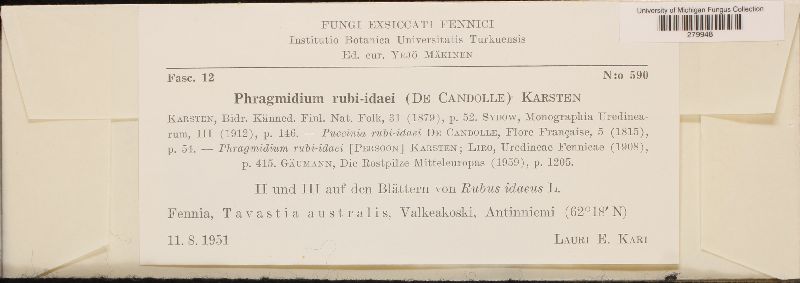 University of Michigan Fungus Collection
279948
FUNGI EXSICCATI FENNICI
Institutio Botanica Universitatis Turkuensis
Ed. cur. YRJÖ MÄKINEN
Fasc. 12 N:o 590
Phragmidium rubi-idaei (DE CANDOLLE) KARSTEN
KARSTEN, Bidr. Känned. Finl. Nat. Folk, 31 (1879), p. 52. SYDOW, Monographia Uredinea-
rum, III (1912), p. 146. — Puccinia rubi-idaei DE CANDOLLE, Flore Française, 5 (1815),
p. 54. — Phragmidium rubi-idaei [PERSOON] KARSTEN; LIRO, Uredineae Fennicae (1908),
p. 415. GÄUMANN, Die Rostpilze Mitteleuropas (1959), p. 1205.
II und III auf den Blättern von Rubus idaeus L.
Fennia, Tavastia australis, Valkeakoski, Antinniemi (62°18′ N)
11. 8. 1951 LAURI E. KARI